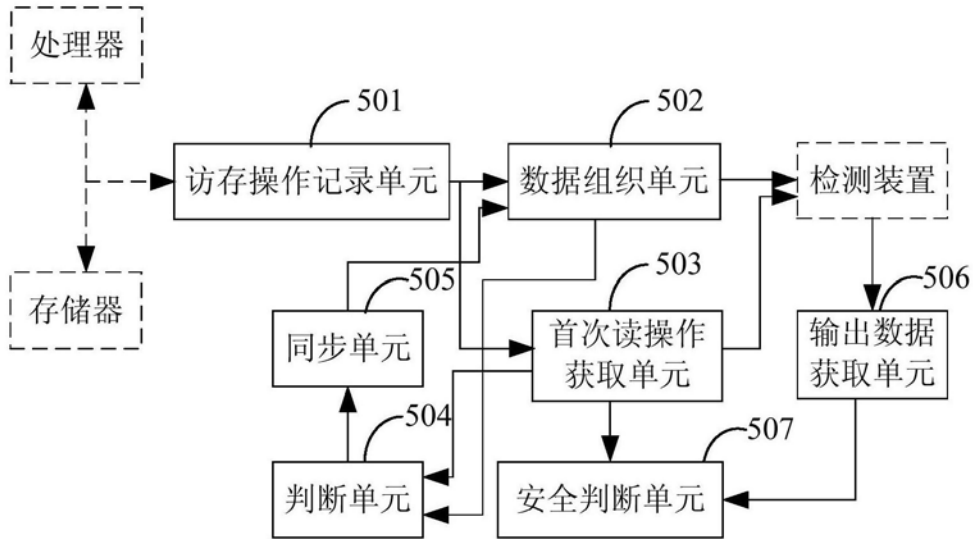 处理器
501
502
访存操作记录单元
数据组织单元
检测装置
存储器
505
503
506
同步单元
首次读操作
获取单元
输出数据
获取单元
504
507
判断单元
安全判断单元